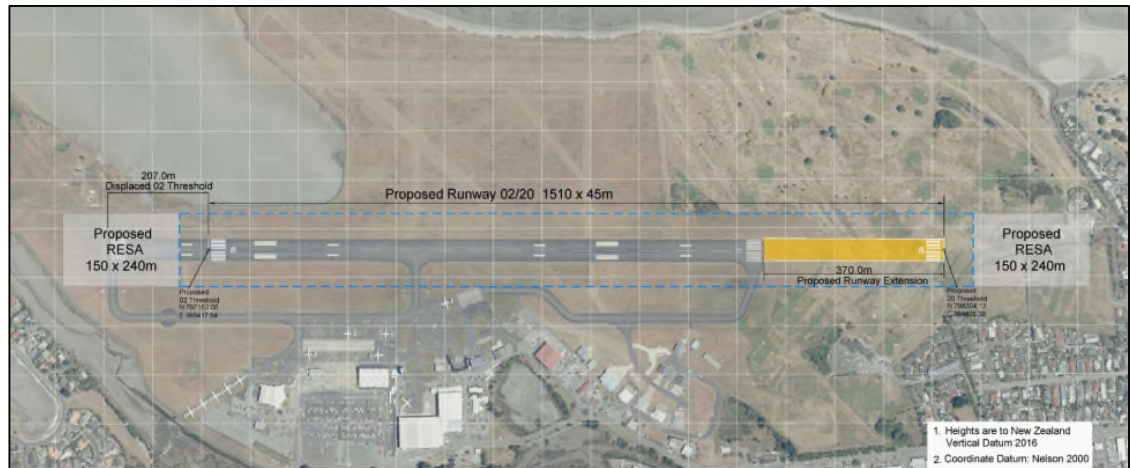 207.0m
Displaced 02 Threshold
Proposed Runway 02/20 1510 x 45m
Proposed
RESA
150 x 240m
Proposed
RESA
150 x 240m
370.0m
Proposed Runway Extension
Proposed
02 Threshold
Proposed
20 Threshold
1. Heights are to New Zealand
Vertical Datum 2016
2. Coordinate Datum: Nelson 2000